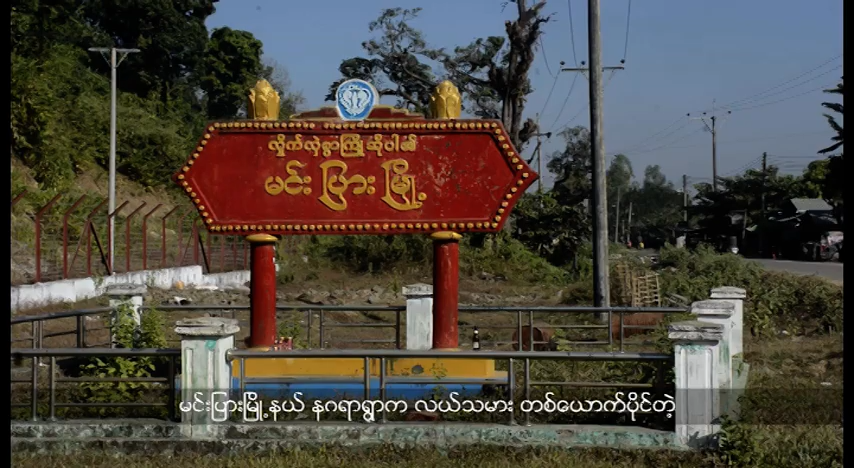 လှိုက်လှဲစွာကြိုဆိုပါ၏
မင်းပြားမြို့
မင်းပြားမြို့နယ် နဂရာရွာက လယ်သမား တစ်ယောက်ပိုင်တဲ့